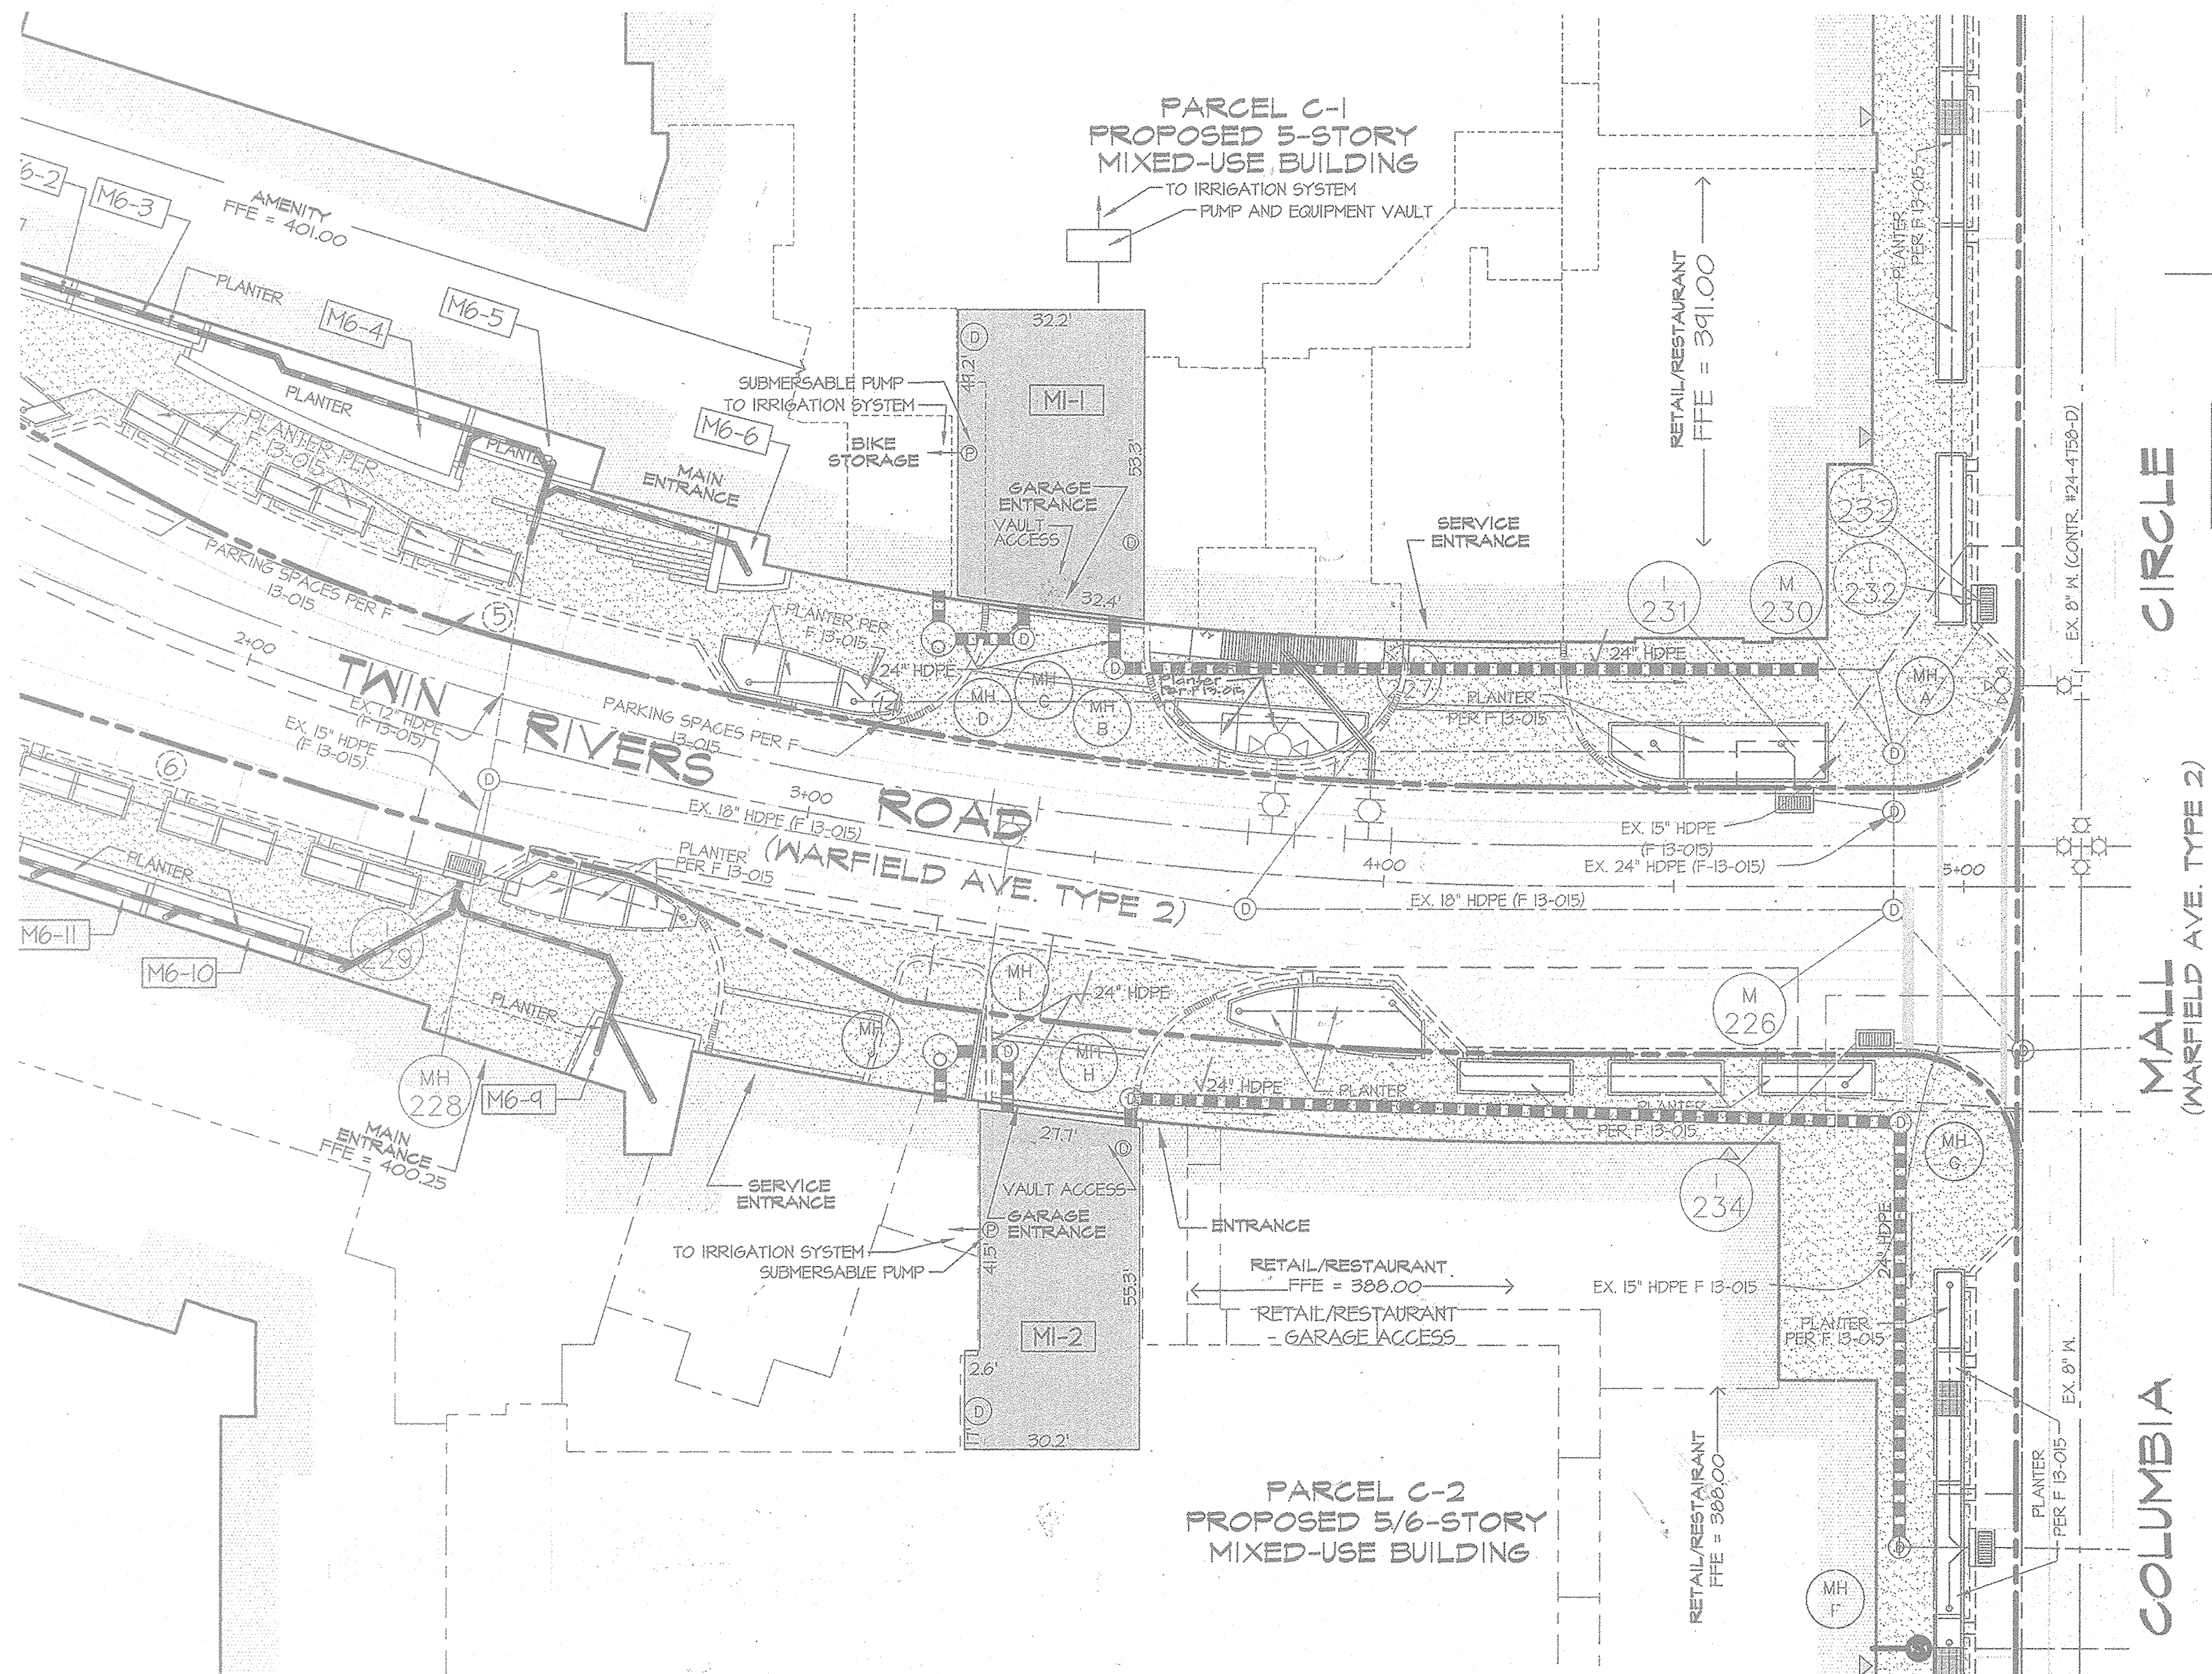 PARCEL C-1
PROPOSED 5-STORY
MIXED-USE BUILDING
TO IRRIGATION SYSTEM
PUMP AND EQUIPMENT VAULT
6-2
M6-3
AMENITY
FFE = 401.00
PLANTER
M6-4
M6-5
PLANTER
PLANTER PER
F 13-015
PLANTER
M6-6
MAIN
ENTRANCE
SUBMERSABLE PUMP
TO IRRIGATION SYSTEM
BIKE
STORAGE
D
32.2'
49.2'
MI-1
P
53.3'
GARAGE
ENTRANCE
VAULT
ACCESS
D
32.4'
SERVICE
ENTRANCE
RETAIL/RESTAURANT
FFE = 391.00
PLANTER
PER F 13-015
EX. 8" W. (CONTR. #24-4758-D)
I
232
I
232
I
231
M
230
MH
A
PARKING SPACES PER F
13-015
5
PLANTER PER
F 13-015
24" HDPE
D
D
MH
D
MH
C
MH
B
Planter
Per F 13-015
227
24" HDPE
PLANTER
PER F 13-015
D
2+00
TWIN RIVERS ROAD
(WARFIELD AVE. TYPE 2)
EX. 12" HDPE
(F 13-015)
EX. 15" HDPE
(F 13-015)
PARKING SPACES PER F
13-015
6
D
3+00
EX. 18" HDPE (F 13-015)
PLANTER
PER F 13-015
4+00
EX. 15" HDPE
(F 13-015)
EX. 24" HDPE (F-13-015)
D
5+00
D
EX. 18" HDPE (F 13-015)
D
PLANTER
M6-11
M6-10
I
229
PLANTER
MH
228
M6-9
MAIN
ENTRANCE
FFE = 400.25
SERVICE
ENTRANCE
MH
MH
I
24" HDPE
D
MH
H
D
24" HDPE
PLANTER
PLANTER
PER F 13-015
M
226
D
D
MH
G
I
234
27.7'
D
VAULT ACCESS
GARAGE
ENTRANCE
P
TO IRRIGATION SYSTEM
SUBMERSABLE PUMP
41.5'
55.3'
MI-2
2.6'
D
17'
30.2'
ENTRANCE
RETAIL/RESTAURANT
FFE = 388.00
RETAIL/RESTAURANT
- GARAGE ACCESS
24" HDPE
EX. 15" HDPE F 13-015
PLANTER
PER F 13-015
PARCEL C-2
PROPOSED 5/6-STORY
MIXED-USE BUILDING
RETAIL/RESTAIRANT
FFE = 388.00
D
MH
F
PLANTER
PER F 13-015
EX. 8" W.
COLUMBIA MALL CIRCLE
(WARFIELD AVE. TYPE 2)